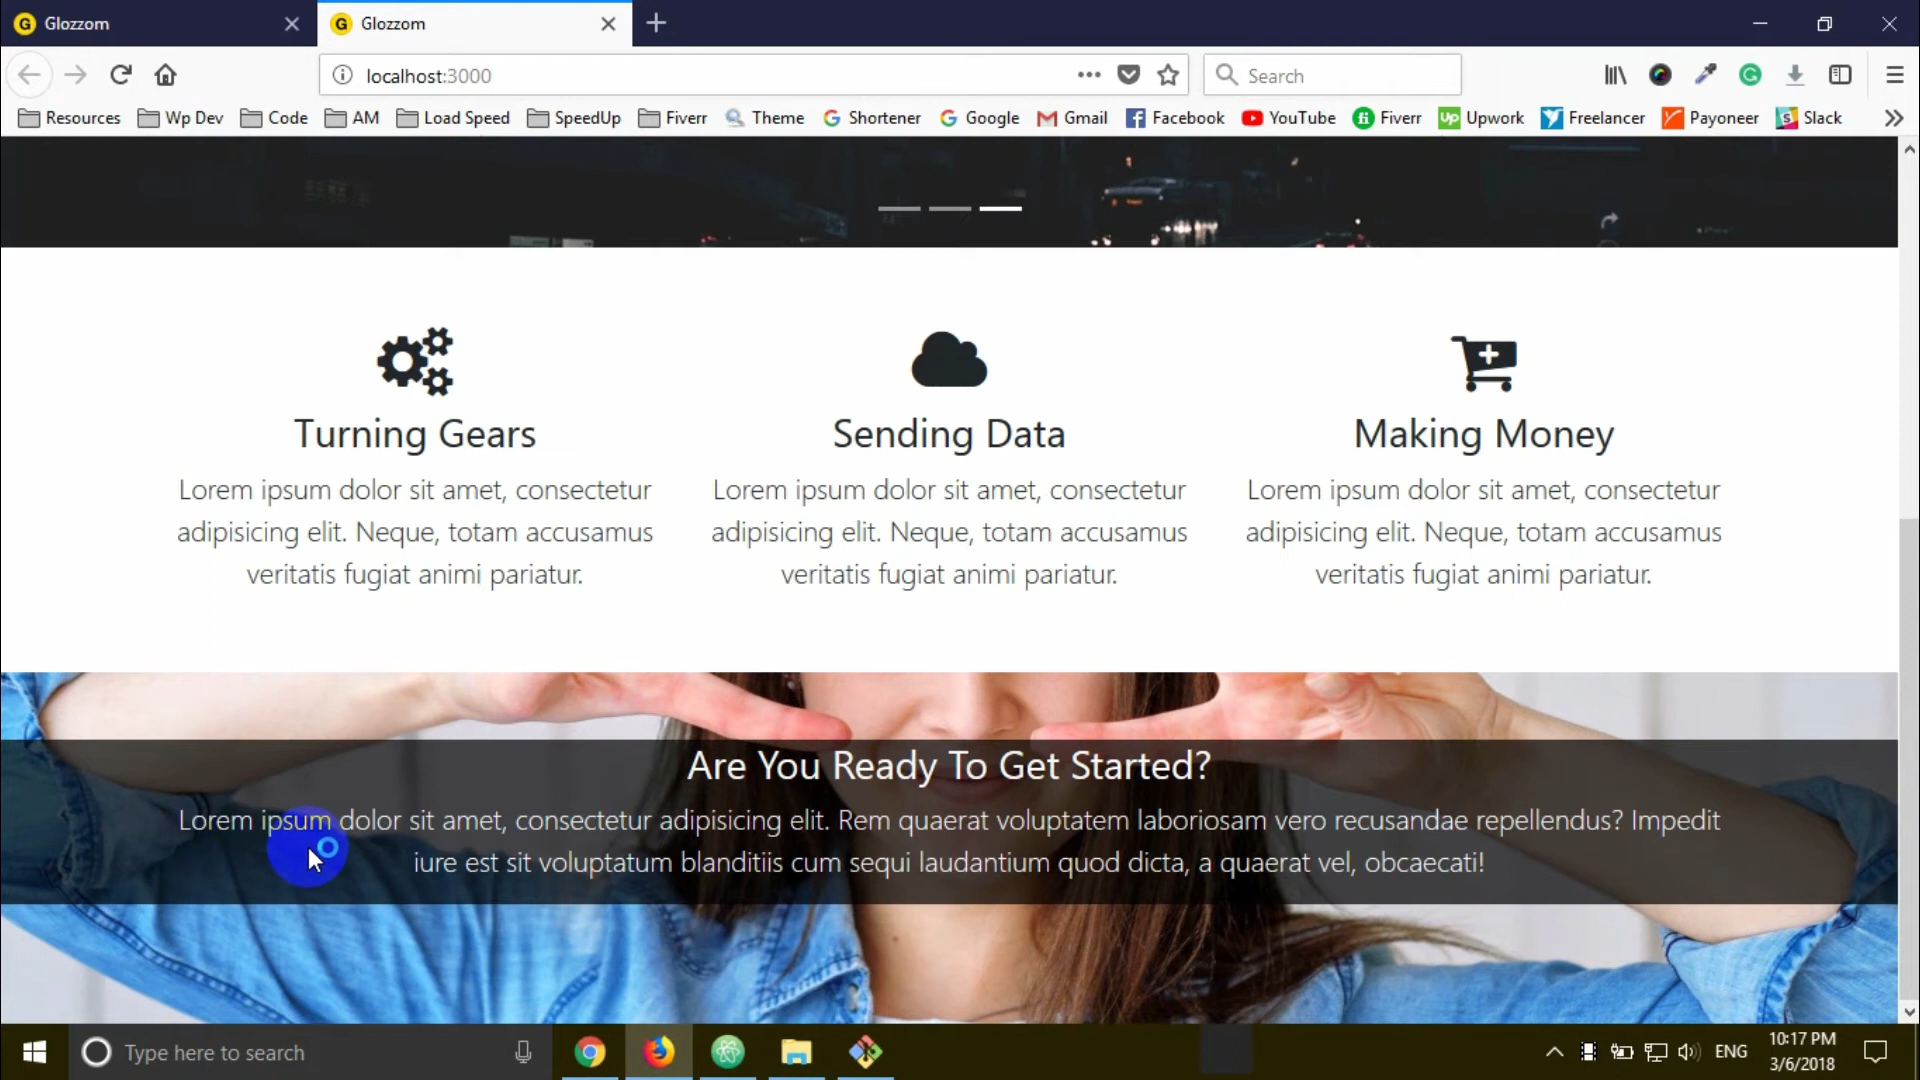 G Glozzom
G Glozzom
localhost:3000
Search
Resources Wp Dev Code AM Load Speed SpeedUp Fiverr Theme G Shortener G Google Gmail Facebook YouTube fi Fiverr Up Upwork Freelancer Payoneer S Slack
Turning Gears
Lorem ipsum dolor sit amet, consectetur
adipisicing elit. Neque, totam accusamus
veritatis fugiat animi pariatur.
Sending Data
Lorem ipsum dolor sit amet, consectetur
adipisicing elit. Neque, totam accusamus
veritatis fugiat animi pariatur.
Making Money
Lorem ipsum dolor sit amet, consectetur
adipisicing elit. Neque, totam accusamus
veritatis fugiat animi pariatur.
Are You Ready To Get Started?
Lorem ipsum dolor sit amet, consectetur adipisicing elit. Rem quaerat voluptatem laboriosam vero recusandae repellendus? Impedit
iure est sit voluptatum blanditiis cum sequi laudantium quod dicta, a quaerat vel, obcaecati!
Type here to search
ENG
10:17 PM
3/6/2018